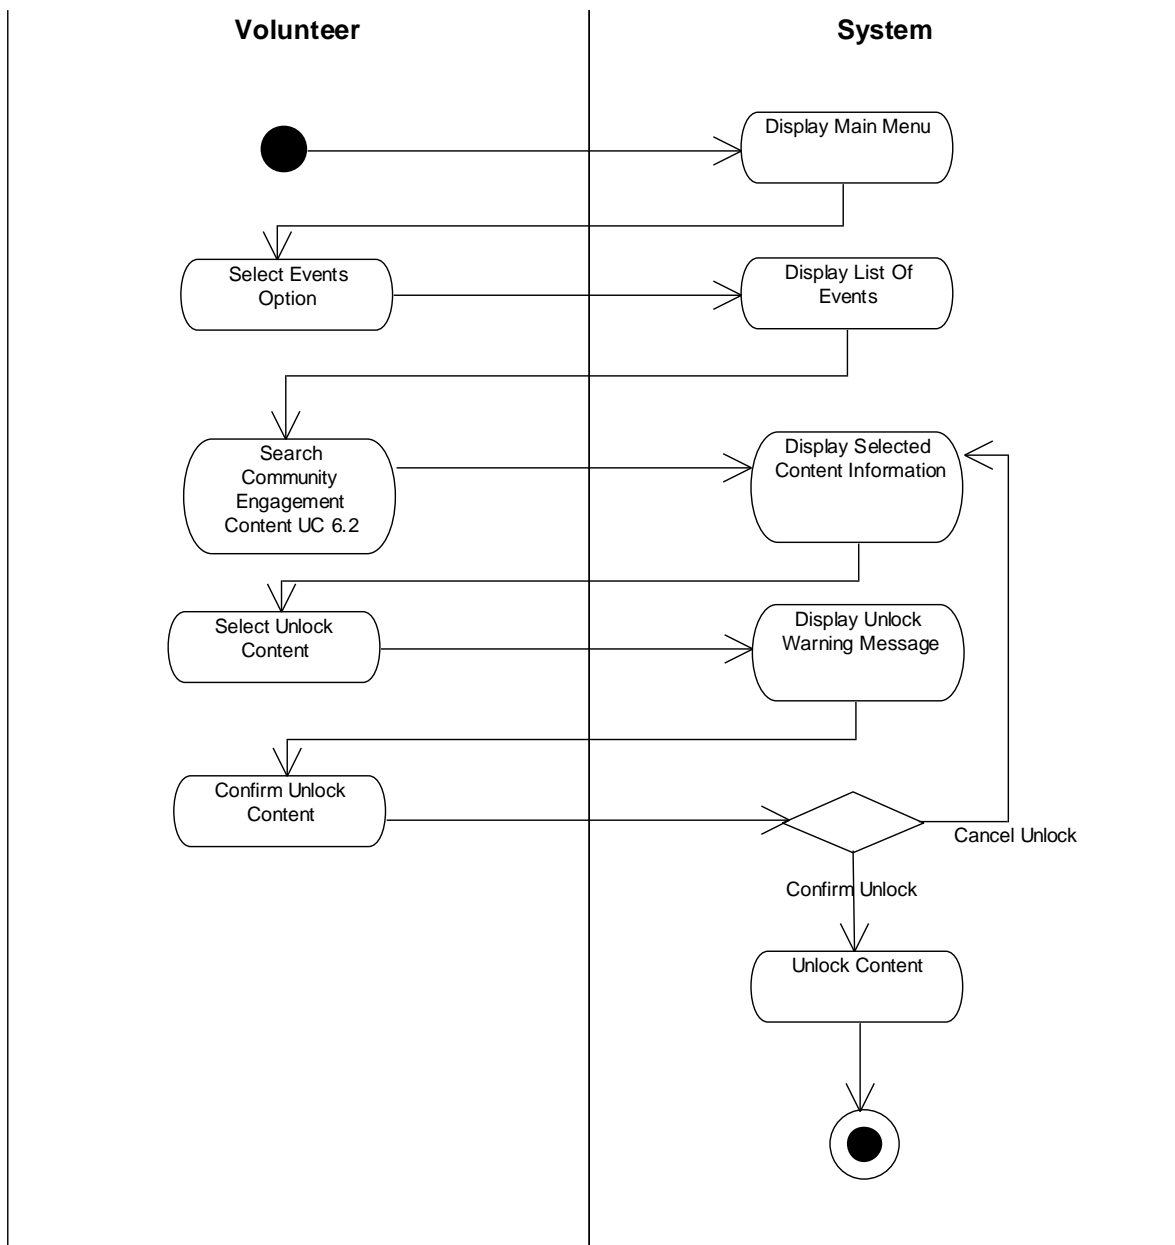 Volunteer
System
Display Main Menu
Select Events
Option
Display List Of
Events
Search
Community
Engagement
Content UC 6.2
Display Selected
Content Information
Select Unlock
Content
Display Unlock
Warning Message
Confirm Unlock
Content
Cancel Unlock
Confirm Unlock
Unlock Content